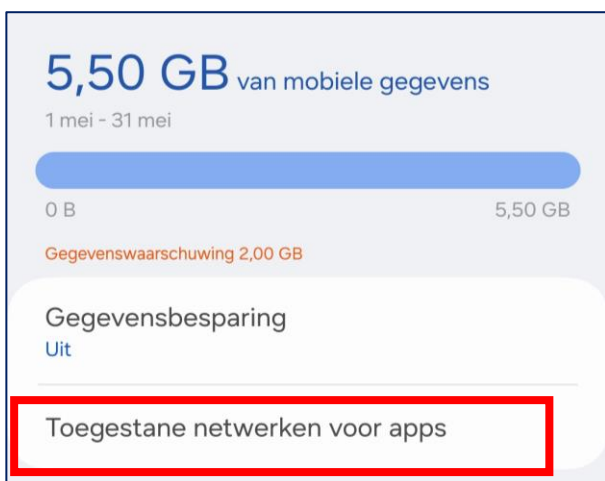 5,50 GB van mobiele gegevens
1 mei - 31 mei
0 B 5,50 GB
Gegevenswaarschuwing 2,00 GB
Gegevensbesparing
Uit
Toegestane netwerken voor apps